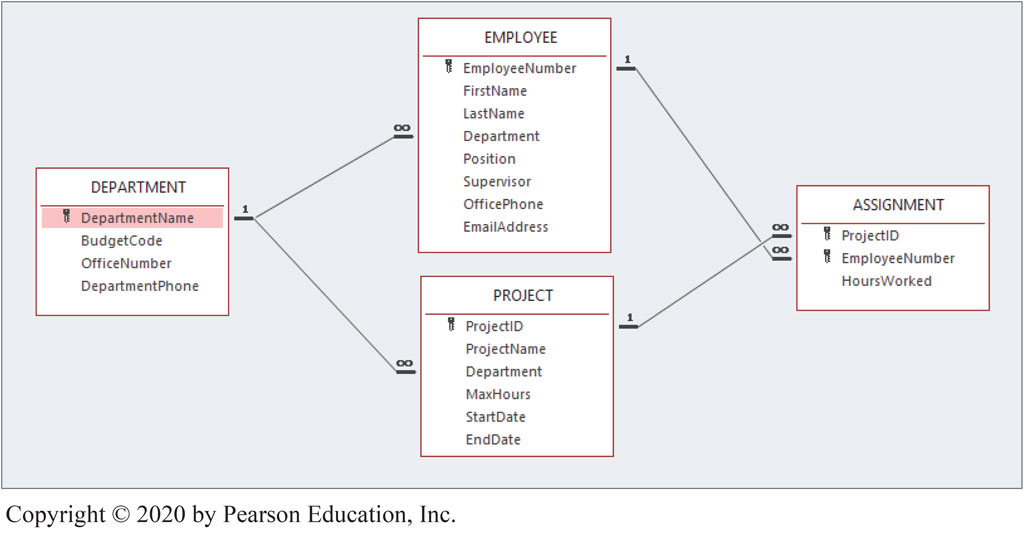 DEPARTMENT
DepartmentName
BudgetCode
OfficeNumber
DepartmentPhone
1
∞
∞
EMPLOYEE
EmployeeNumber
FirstName
LastName
Department
Position
Supervisor
OfficePhone
EmailAddress
1
PROJECT
ProjectID
ProjectName
Department
MaxHours
StartDate
EndDate
1
∞
∞
ASSIGNMENT
ProjectID
EmployeeNumber
HoursWorked
Copyright © 2020 by Pearson Education, Inc.